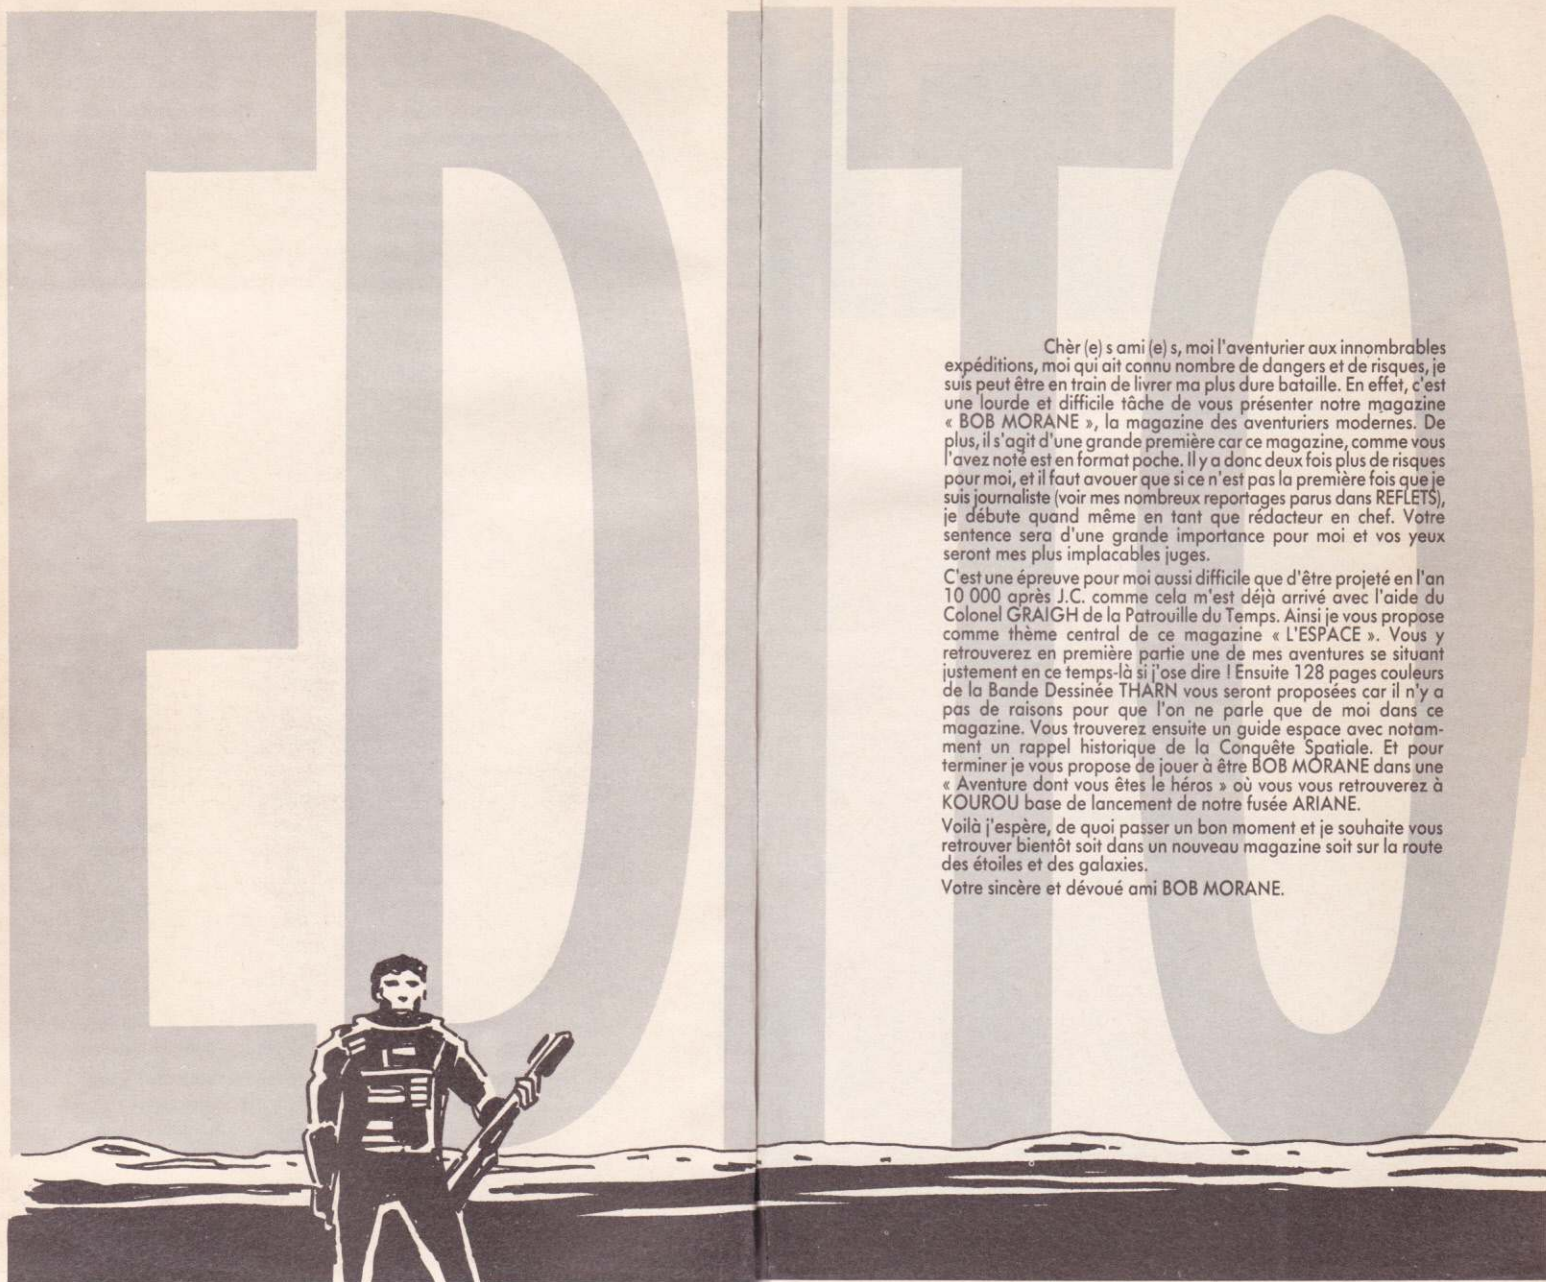 EDITO
Chèr (e) s ami (e) s, moi l'aventurier aux innombrables
expéditions, moi qui ait connu nombre de dangers et de risques, je
suis peut être en train de livrer ma plus dure bataille. En effet, c'est
une lourde et difficile tâche de vous présenter notre magazine
« BOB MORANE », la magazine des aventuriers modernes. De
plus, il s'agit d'une grande première car ce magazine, comme vous
l'avez noté est en format poche. Il y a donc deux fois plus de risques
pour moi, et il faut avouer que si ce n'est pas la première fois que je
suis journaliste (voir mes nombreux reportages parus dans REFLETS),
je débute quand même en tant que rédacteur en chef. Votre
sentence sera d'une grande importance pour moi et vos yeux
seront mes plus implacables juges.
C'est une épreuve pour moi aussi difficile que d'être projeté en l'an
10 000 après J.C. comme cela m'est déjà arrivé avec l'aide du
Colonel GRAIGH de la Patrouille du Temps. Ainsi je vous propose
comme thème central de ce magazine « L'ESPACE ». Vous y
retrouverez en première partie une de mes aventures se situant
justement en ce temps-là si j'ose dire ! Ensuite 128 pages couleurs
de la Bande Dessinée THARN vous seront proposées car il n'y a
pas de raisons pour que l'on ne parle que de moi dans ce
magazine. Vous trouverez ensuite un guide espace avec notam-
ment un rappel historique de la Conquête Spatiale. Et pour
terminer je vous propose de jouer à être BOB MORANE dans une
« Aventure dont vous êtes le héros » où vous vous retrouverez à
KOUROU base de lancement de notre fusée ARIANE.
Voilà j'espère, de quoi passer un bon moment et je souhaite vous
retrouver bientôt soit dans un nouveau magazine soit sur la route
des étoiles et des galaxies.
Votre sincère et dévoué ami BOB MORANE.